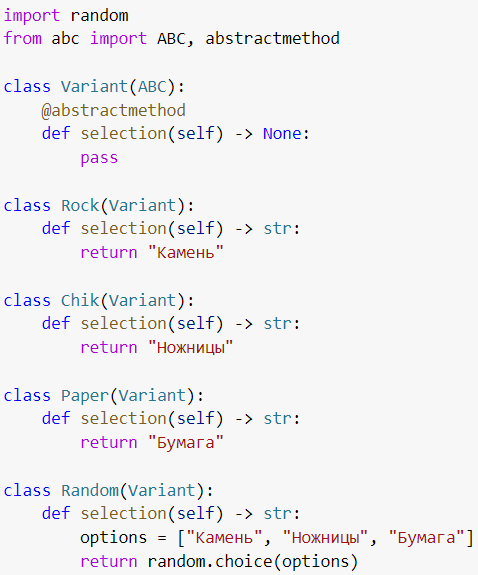 import random
from abc import ABC, abstractmethod
class Variant(ABC):
    @abstractmethod
    def selection(self) -> None:
        pass
class Rock(Variant):
    def selection(self) -> str:
        return "Камень"
class Chik(Variant):
    def selection(self) -> str:
        return "Ножницы"
class Paper(Variant):
    def selection(self) -> str:
        return "Бумага"
class Random(Variant):
    def selection(self) -> str:
        options = ["Камень", "Ножницы", "Бумага"]
        return random.choice(options)